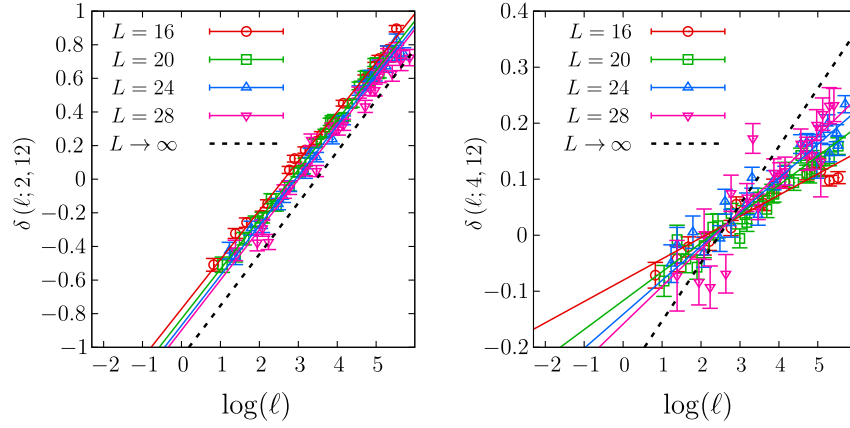 L = 16
L = 20
L = 24
L = 28
L → ∞
1
0.8
0.6
0.4
0.2
0
−0.2
−0.4
−0.6
−0.8
−1
δ (ℓ; 2, 12)
−2 −1 0 1 2 3 4 5
log(ℓ)
L = 16
L = 20
L = 24
L = 28
L → ∞
0.4
0.3
0.2
0.1
0
−0.1
−0.2
δ (ℓ; 4, 12)
−2 −1 0 1 2 3 4 5
log(ℓ)